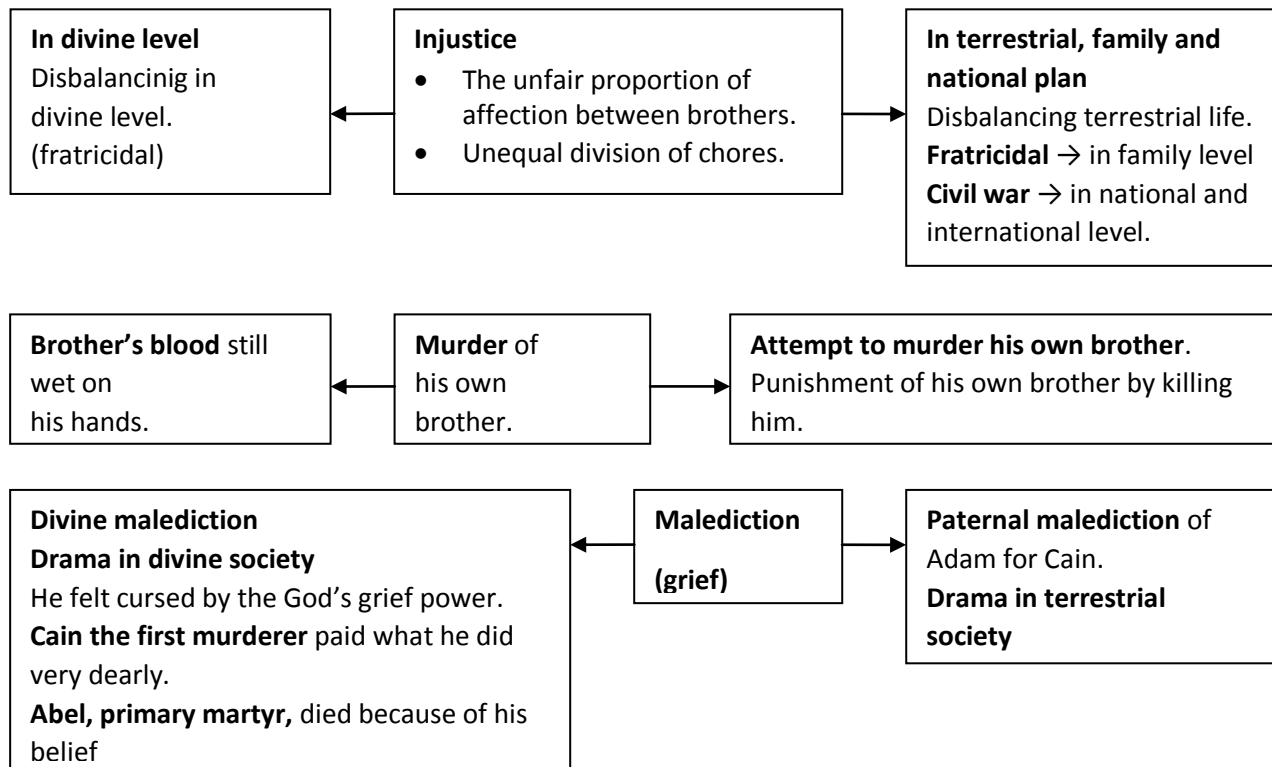 In divine level
Disbalancinig in
divine level.
(fratricidal)
Injustice
• The unfair proportion of
affection between brothers.
• Unequal division of chores.
In terrestrial, family and
national plan
Disbalancing terrestrial life.
Fratricidal → in family level
Civil war → in national and
international level.
Brother’s blood still
wet on
his hands.
Murder of
his own
brother.
Attempt to murder his own brother.
Punishment of his own brother by killing
him.
Divine malediction
Drama in divine society
He felt cursed by the God’s grief power.
Cain the first murderer paid what he did
very dearly.
Abel, primary martyr, died because of his
belief
Malediction
(grief)
Paternal malediction of
Adam for Cain.
Drama in terrestrial
society